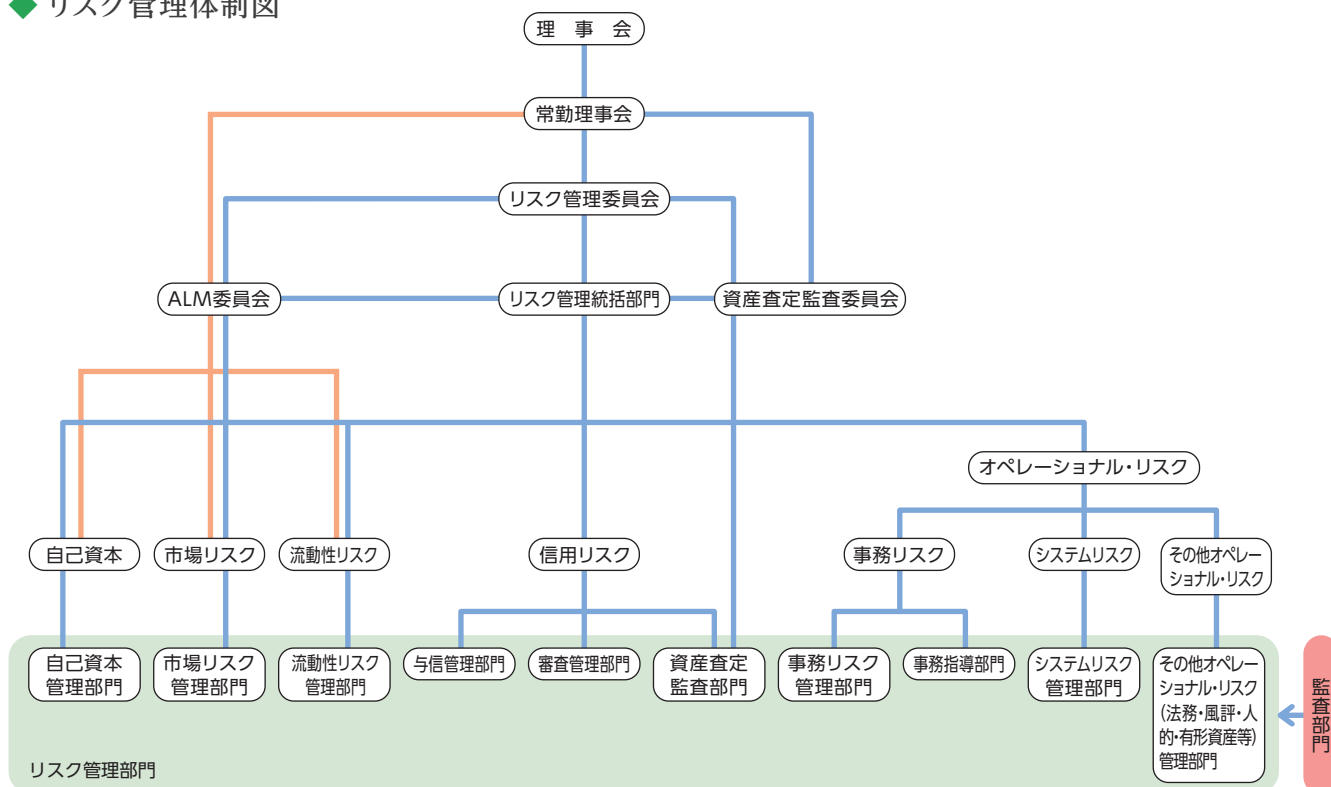 ◆ リスク管理体制図
理 事 会
常勤理事会
リスク管理委員会
ALM委員会
リスク管理統括部門
資産査定監査委員会
オペレーショナル・リスク
自己資本
市場リスク
流動性リスク
信用リスク
事務リスク
システムリスク
その他オペレー
ショナル・リスク
自己資本
管理部門
市場リスク
管理部門
流動性リスク
管理部門
与信管理部門
審査管理部門
資産査定
監査部門
事務リスク
管理部門
事務指導部門
システムリスク
管理部門
その他オペレー
ショナル・リスク
(法務・風評・人
的・有形資産等)
管理部門
監査部門
リスク管理部門